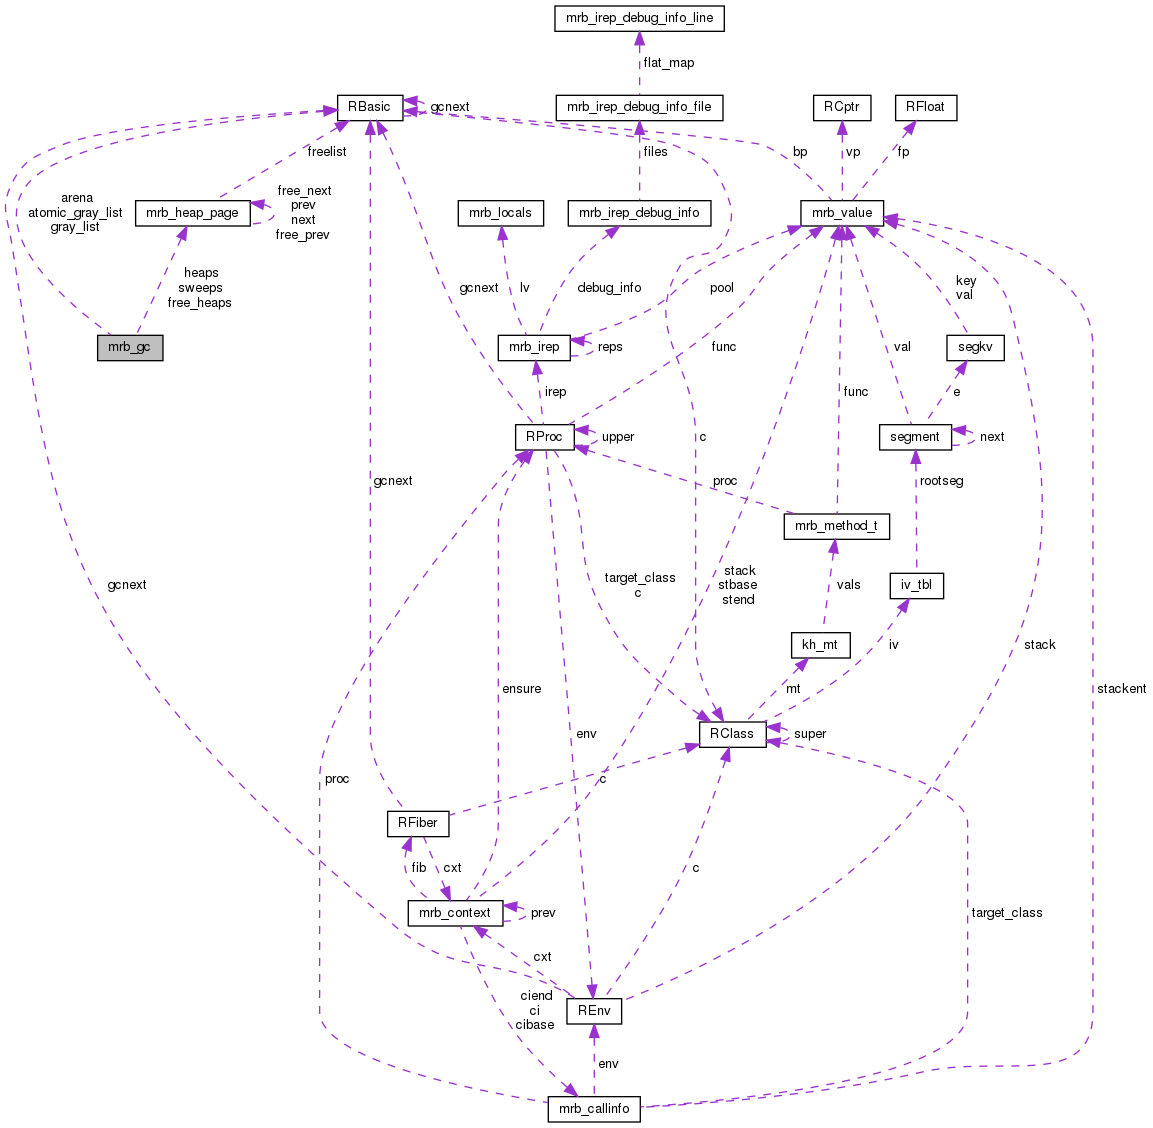 mrb_irep_debug_info_line
flat_map
RBasic
gcnext
mrb_irep_debug_info_file
RCptr
RFloat
freelist
files
bp
vp
fp
arena
atomic_gray_list
gray_list
mrb_heap_page
free_next
prev
next
free_prev
mrb_locals
mrb_irep_debug_info
mrb_value
heaps
sweeps
free_heaps
gcnext
lv
debug_info
pool
key
val
mrb_gc
mrb_irep
reps
func
val
segkv
irep
func
e
RProc
upper
c
segment
next
gcnext
proc
rootseg
mrb_method_t
gcnext
target_class
c
stack
stbase
stend
vals
iv_tbl
kh_mt
iv
stack
ensure
mt
stackent
env
RClass
super
proc
c
RFiber
fib
cxt
c
mrb_context
prev
target_class
cxt
ciend
ci
cibase
REnv
env
mrb_callinfo